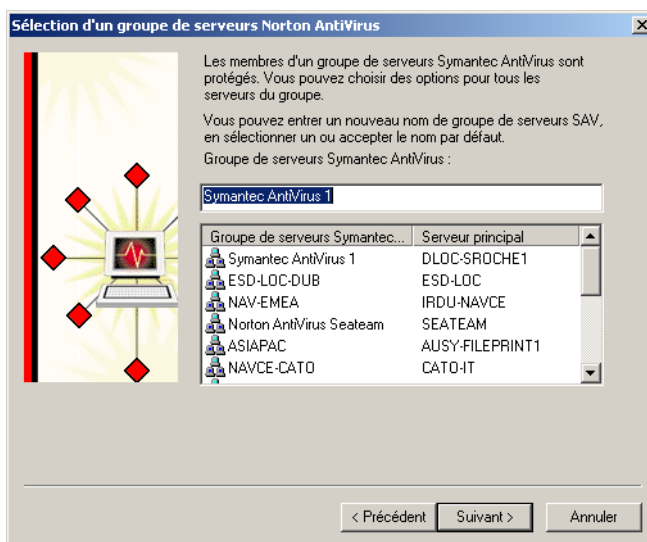 Sélection d'un groupe de serveurs Norton AntiVirus
Les membres d'un groupe de serveurs Symantec AntiVirus sont
protégés. Vous pouvez choisir des options pour tous les
serveurs du groupe.
Vous pouvez entrer un nouveau nom de groupe de serveurs SAV,
en sélectionner un ou accepter le nom par défaut.
Groupe de serveurs Symantec AntiVirus :
Symantec AntiVirus 1
Groupe de serveurs Symantec... Serveur principal
Symantec AntiVirus 1 DLOC-SROCHE1
ESD-LOC-DUB ESD-LOC
NAV-EMEA IRDU-NAVCE
Norton AntiVirus Seateam SEATEAM
ASIAPAC AUSY-FILEPRINT1
NAVCE-CATO CATO-IT
< Précédent Suivant > Annuler